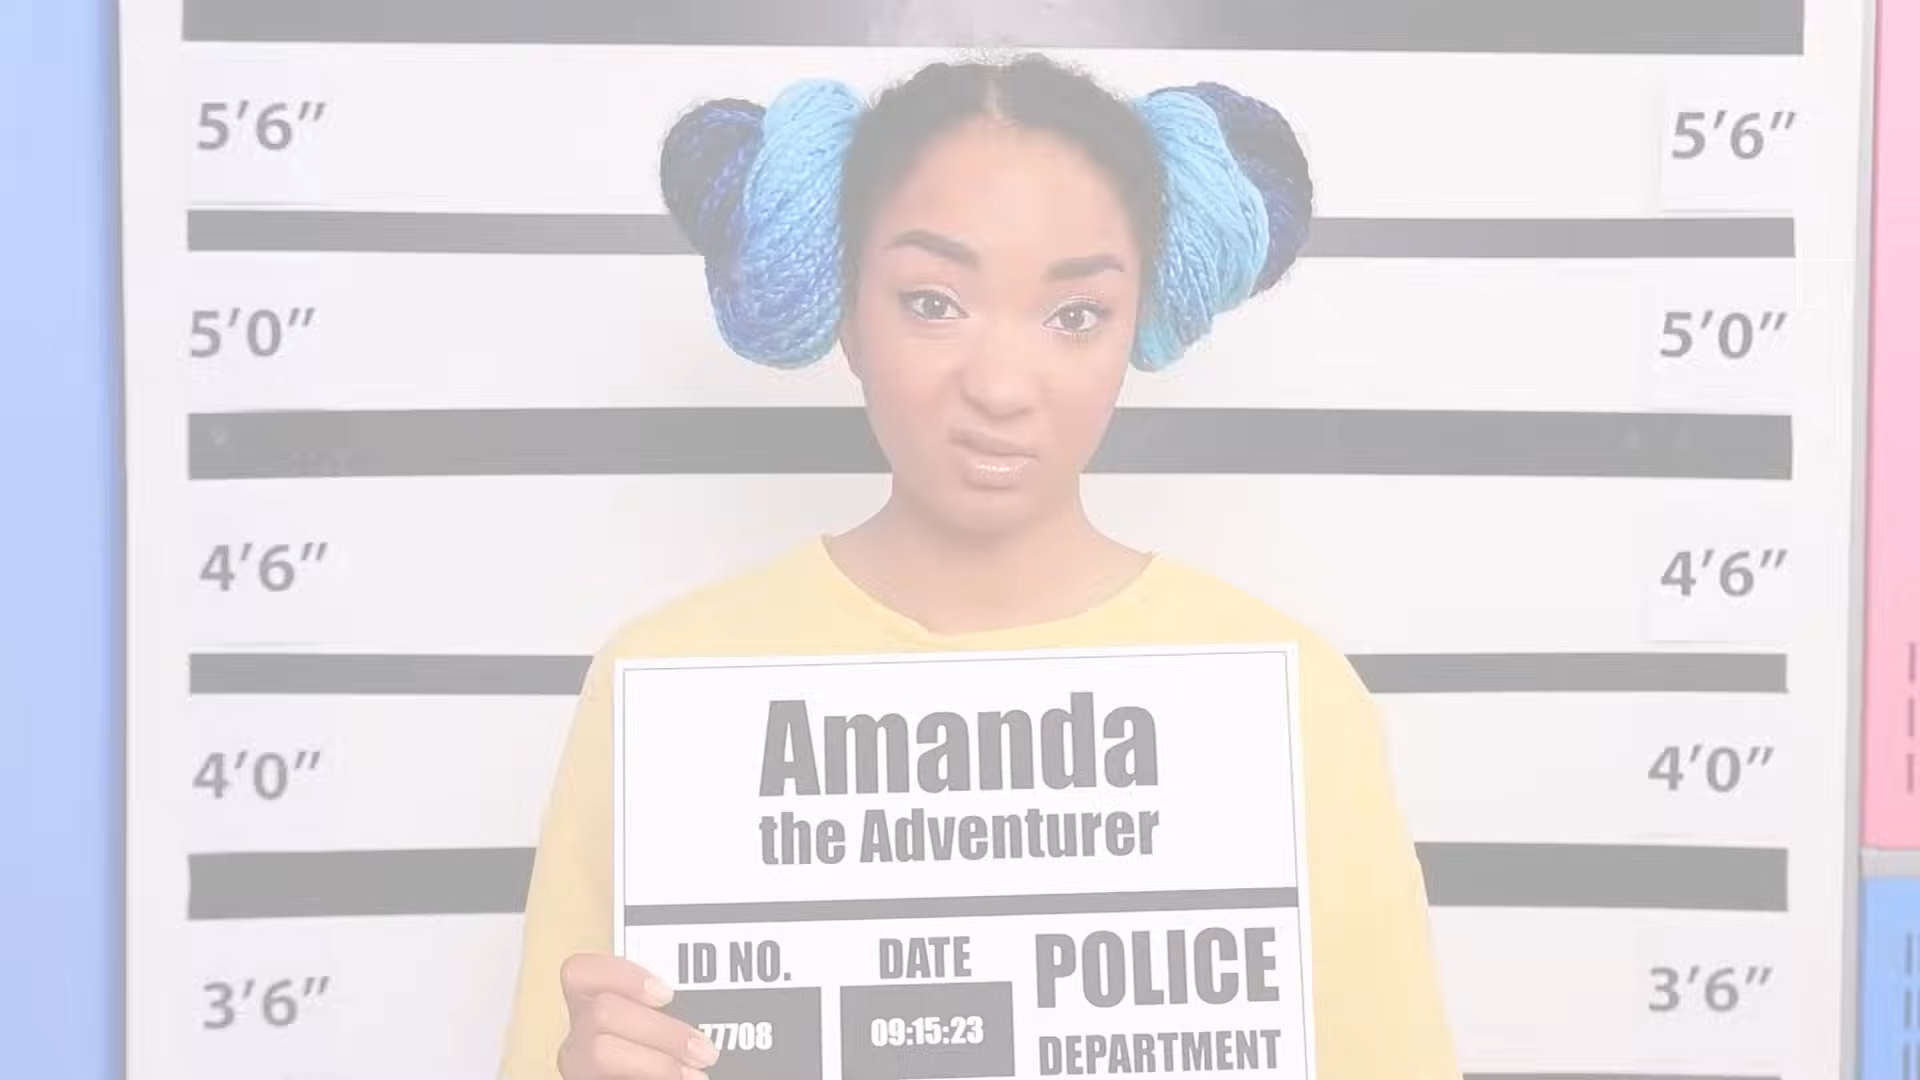 5'6” 5'6”
5'0” 5'0”
4'6” 4'6”
Amanda
4'0” 4'0”
the Adventurer
ID NO. DATE POLICE
3'6” 3'6”
77708 09:15:23
DEPARTMENT